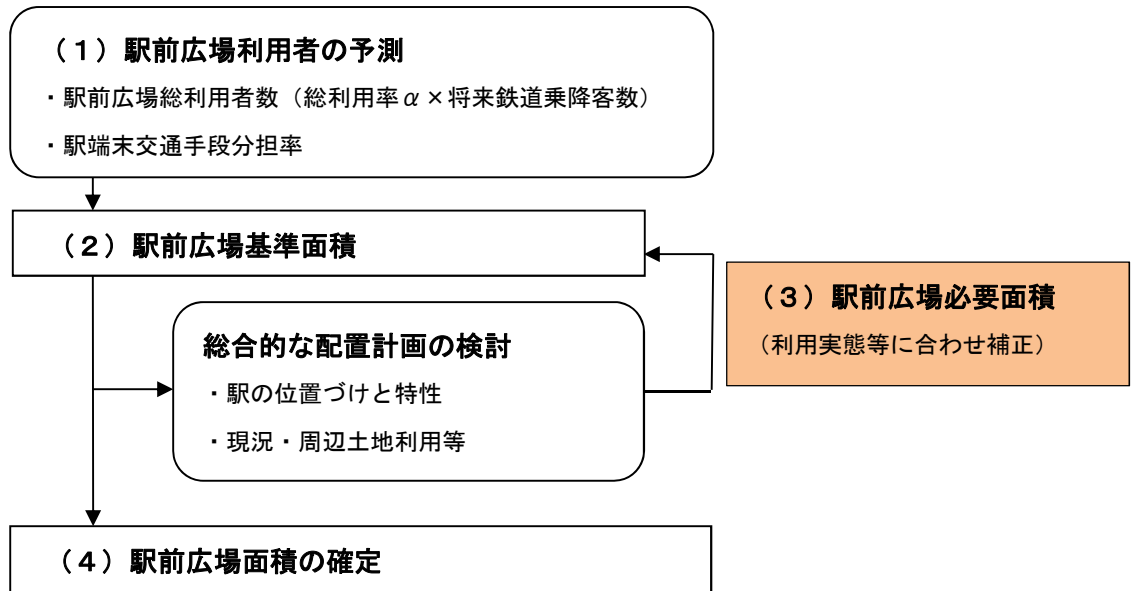 （１）駅前広場利用者の予測
・駅前広場総利用者数（総利用率α×将来鉄道乗降客数）
・駅端末交通手段分担率
（２）駅前広場基準面積
（３）駅前広場必要面積
（利用実態等に合わせ補正）
総合的な配置計画の検討
・駅の位置づけと特性
・現況・周辺土地利用等
（４）駅前広場面積の確定